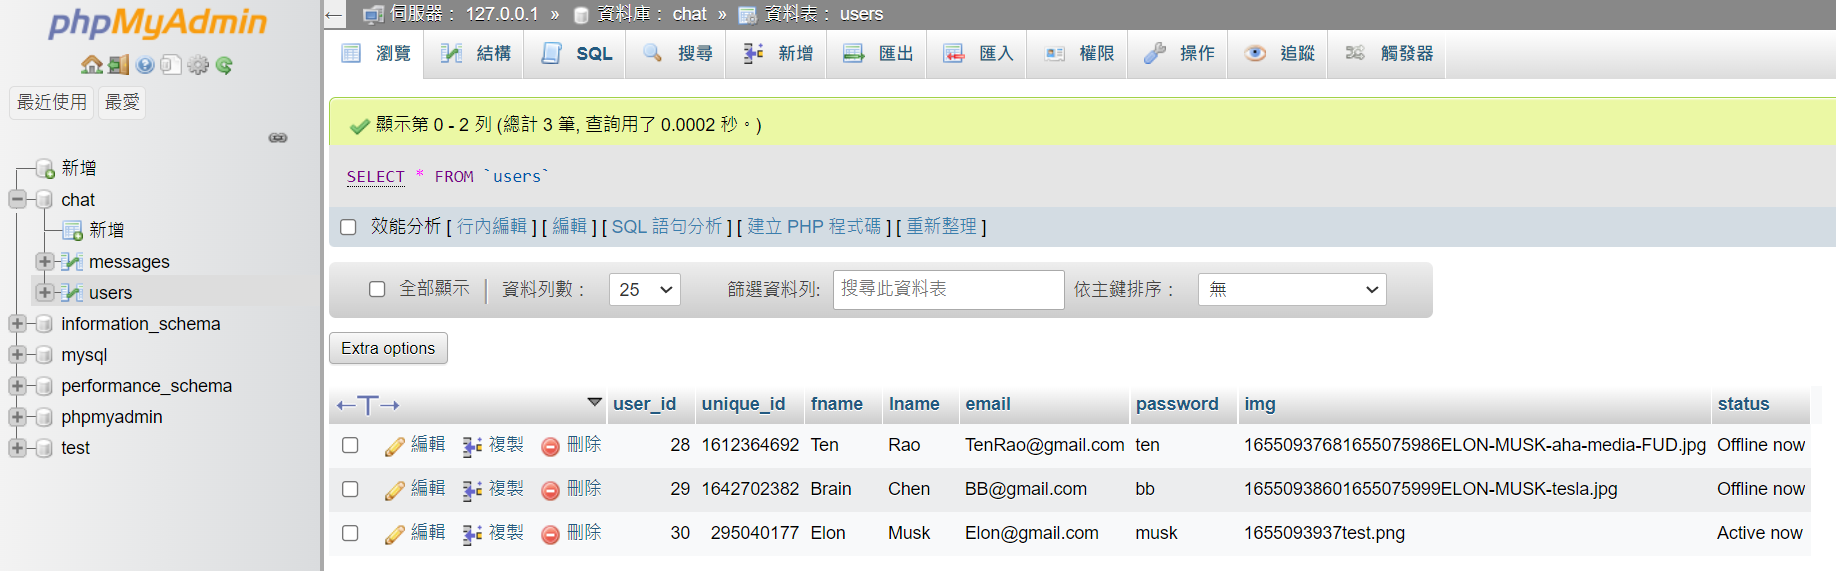 phpMyAdmin
最近使用 最愛
新增
chat
新增
messages
users
information_schema
mysql
performance_schema
phpmyadmin
test
← 伺服器： 127.0.0.1 » 資料庫： chat » 資料表： users
瀏覽 結構 SQL 搜尋 新增 匯出 匯入 權限 操作 追蹤 觸發器
顯示第 0 - 2 列 (總計 3 筆, 查詢用了 0.0002 秒。)
SELECT * FROM `users`
效能分析 [ 行內編輯 ] [ 編輯 ] [ SQL 語句分析 ] [ 建立 PHP 程式碼 ] [ 重新整理 ]
全部顯示 | 資料列數： 25 篩選資料列: 搜尋此資料表 依主鍵排序： 無
Extra options
←T→ user_id unique_id fname lname email password img status
編輯 複製 刪除 28 1612364692 Ten Rao TenRao@gmail.com ten 16550937681655075986ELON-MUSK-aha-media-FUD.jpg Offline now
編輯 複製 刪除 29 1642702382 Brain Chen BB@gmail.com bb 16550938601655075999ELON-MUSK-tesla.jpg Offline now
編輯 複製 刪除 30 295040177 Elon Musk Elon@gmail.com musk 1655093937test.png Active now